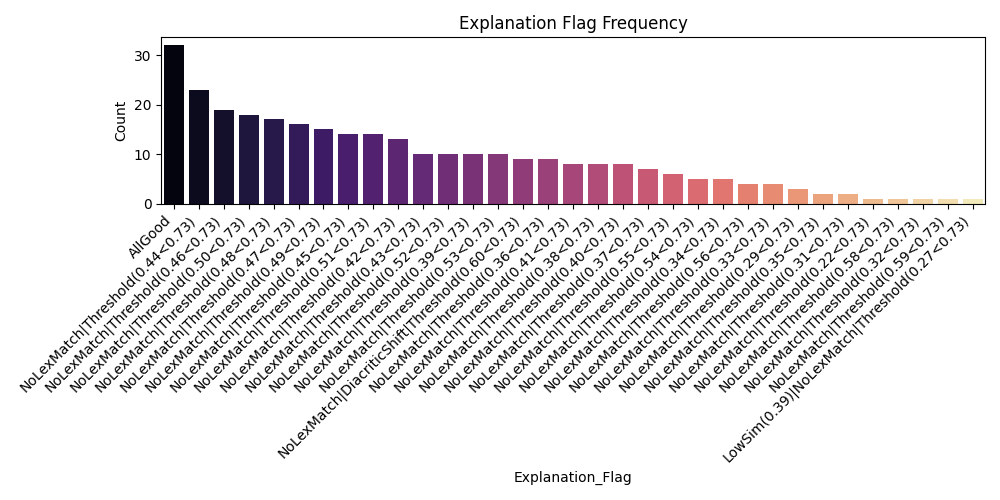 Explanation Flag Frequency
Count
30
20
10
0
AllGood
NoLexMatch|Threshold(0.44<0.73)
NoLexMatch|Threshold(0.46<0.73)
NoLexMatch|Threshold(0.50<0.73)
NoLexMatch|Threshold(0.48<0.73)
NoLexMatch|Threshold(0.47<0.73)
NoLexMatch|Threshold(0.49<0.73)
NoLexMatch|Threshold(0.45<0.73)
NoLexMatch|Threshold(0.51<0.73)
NoLexMatch|Threshold(0.42<0.73)
NoLexMatch|Threshold(0.43<0.73)
NoLexMatch|Threshold(0.52<0.73)
NoLexMatch|Threshold(0.39<0.73)
NoLexMatch|Threshold(0.53<0.73)
NoLexMatch|DiacriticShift|Threshold(0.60<0.73)
NoLexMatch|Threshold(0.36<0.73)
NoLexMatch|Threshold(0.41<0.73)
NoLexMatch|Threshold(0.38<0.73)
NoLexMatch|Threshold(0.40<0.73)
NoLexMatch|Threshold(0.37<0.73)
NoLexMatch|Threshold(0.55<0.73)
NoLexMatch|Threshold(0.54<0.73)
NoLexMatch|Threshold(0.34<0.73)
NoLexMatch|Threshold(0.56<0.73)
NoLexMatch|Threshold(0.33<0.73)
NoLexMatch|Threshold(0.29<0.73)
NoLexMatch|Threshold(0.35<0.73)
NoLexMatch|Threshold(0.31<0.73)
NoLexMatch|Threshold(0.22<0.73)
NoLexMatch|Threshold(0.58<0.73)
NoLexMatch|Threshold(0.32<0.73)
NoLexMatch|Threshold(0.59<0.73)
LowSim(0.39)|NoLexMatch|Threshold(0.27<0.73)
Explanation_Flag